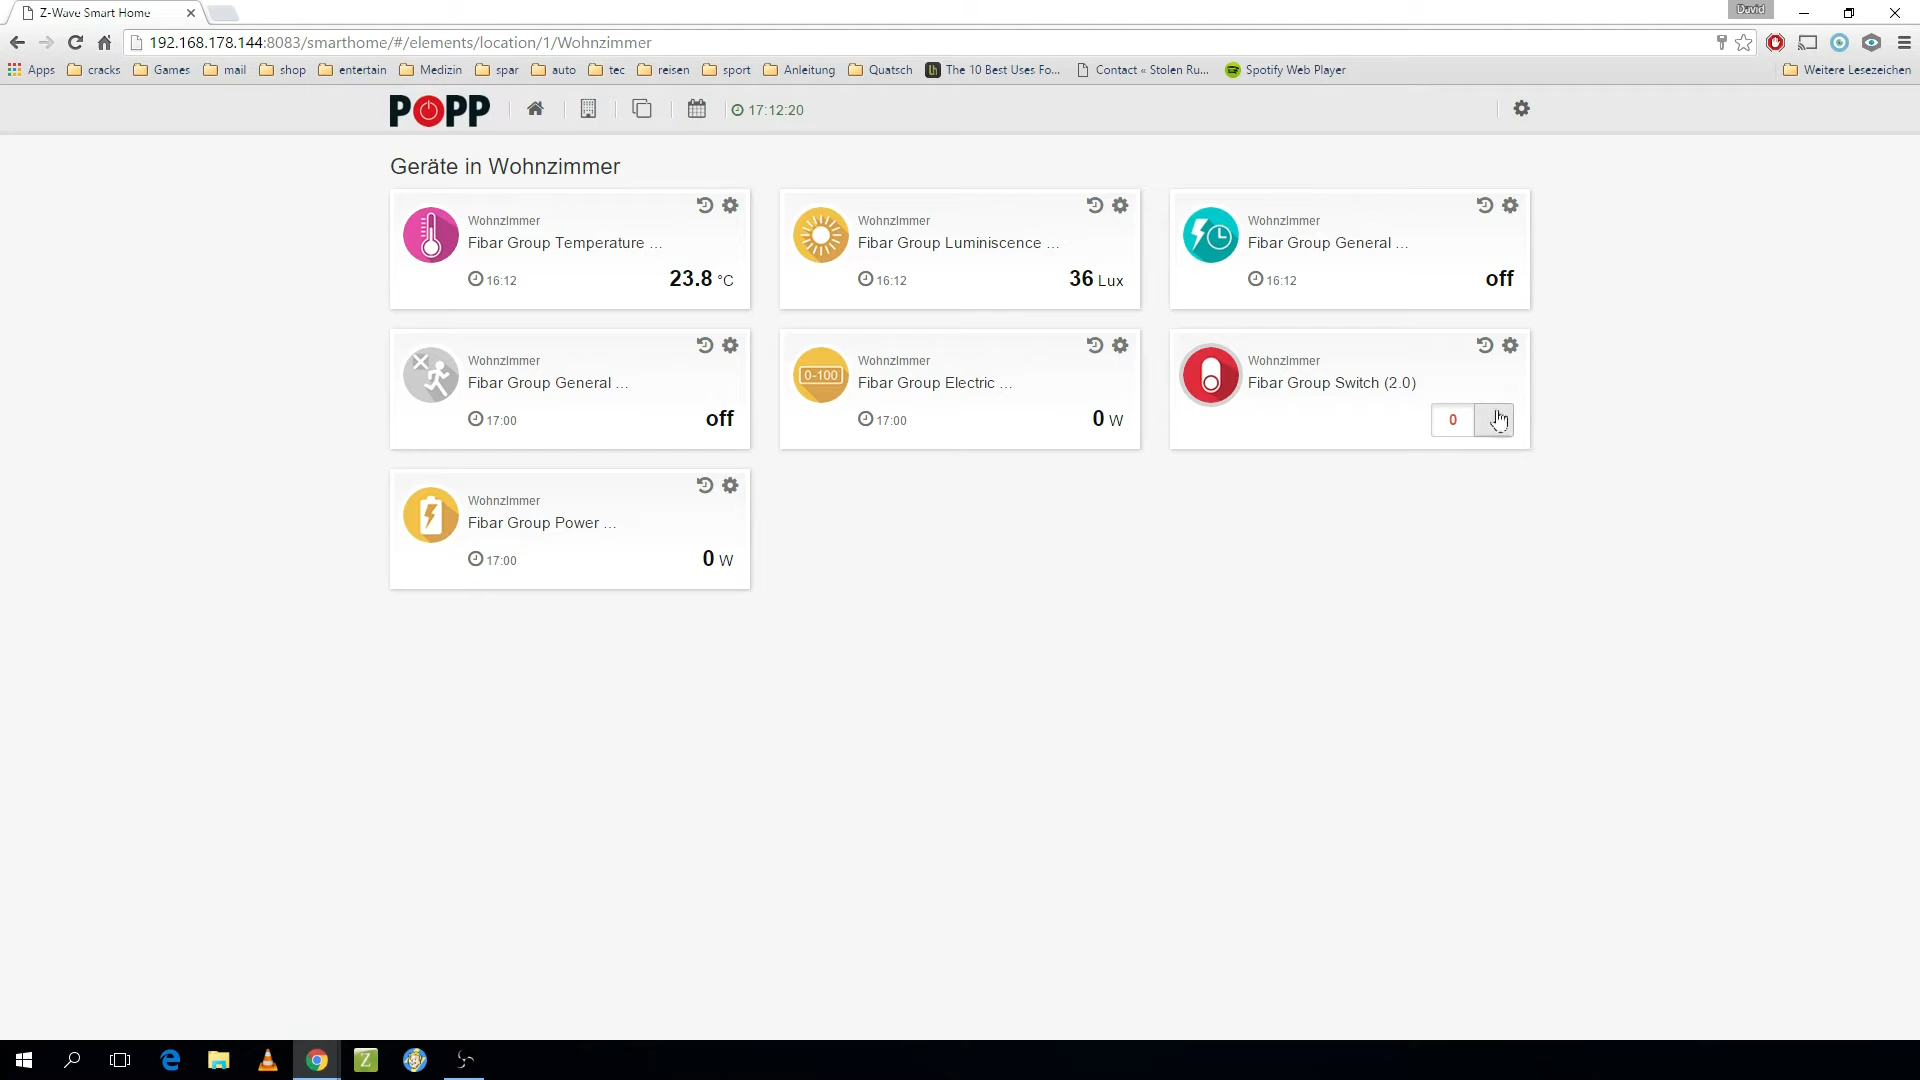 Z-Wave Smart Home
David
192.168.178.144:8083/smarthome/#/elements/location/1/Wohnzimmer
Apps cracks Games mail shop entertain Medizin spar auto tec reisen sport Anleitung Quatsch The 10 Best Uses Fo... Contact « Stolen Ru... Spotify Web Player Weitere Lesezeichen
POPP 17:12:20
Geräte in Wohnzimmer
Wohnzimmer
Fibar Group Temperature ...
16:12 23.8 °C
Wohnzimmer
Fibar Group Luminiscence ...
16:12 36 Lux
Wohnzimmer
Fibar Group General ...
16:12 off
Wohnzimmer
Fibar Group General ...
17:00 off
Wohnzimmer
0-100
Fibar Group Electric ...
17:00 0 W
Wohnzimmer
Fibar Group Switch (2.0)
0
Wohnzimmer
Fibar Group Power ...
17:00 0 W